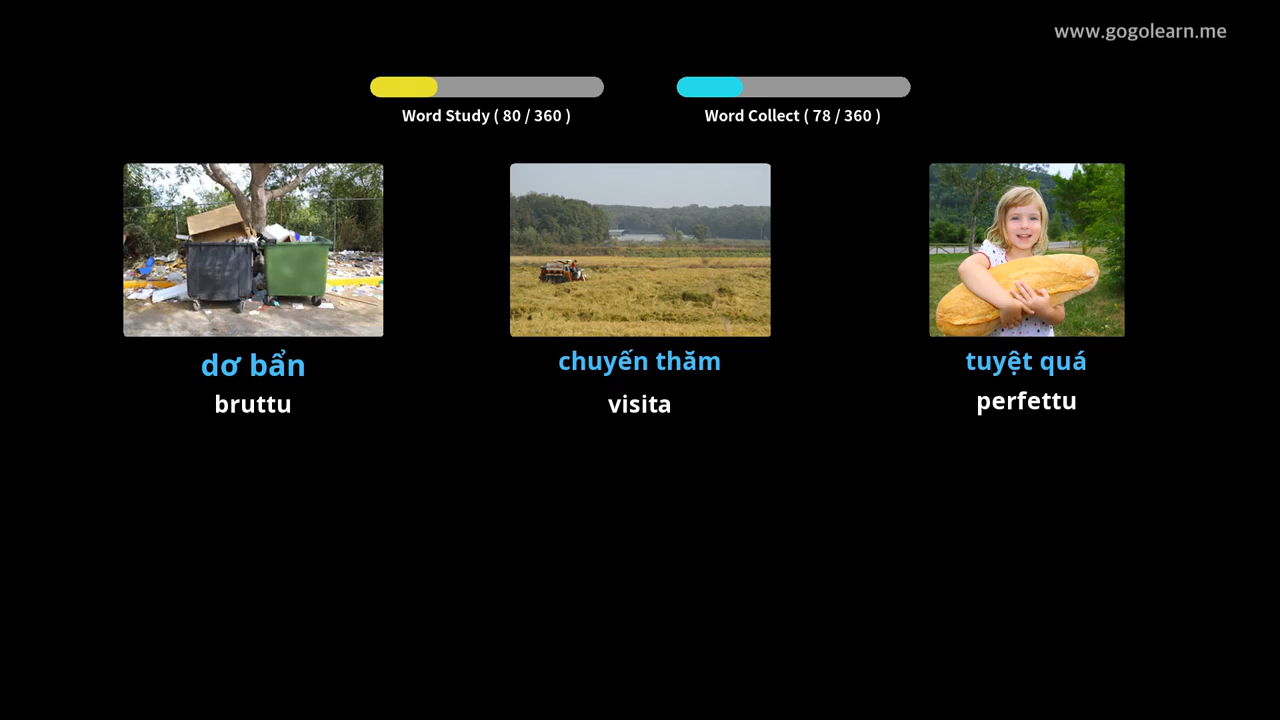 www.gogolearn.me
Word Study ( 80 / 360 )
Word Collect ( 78 / 360 )
dơ bẩn
bruttu
chuyến thăm
visita
tuyệt quá
perfettu